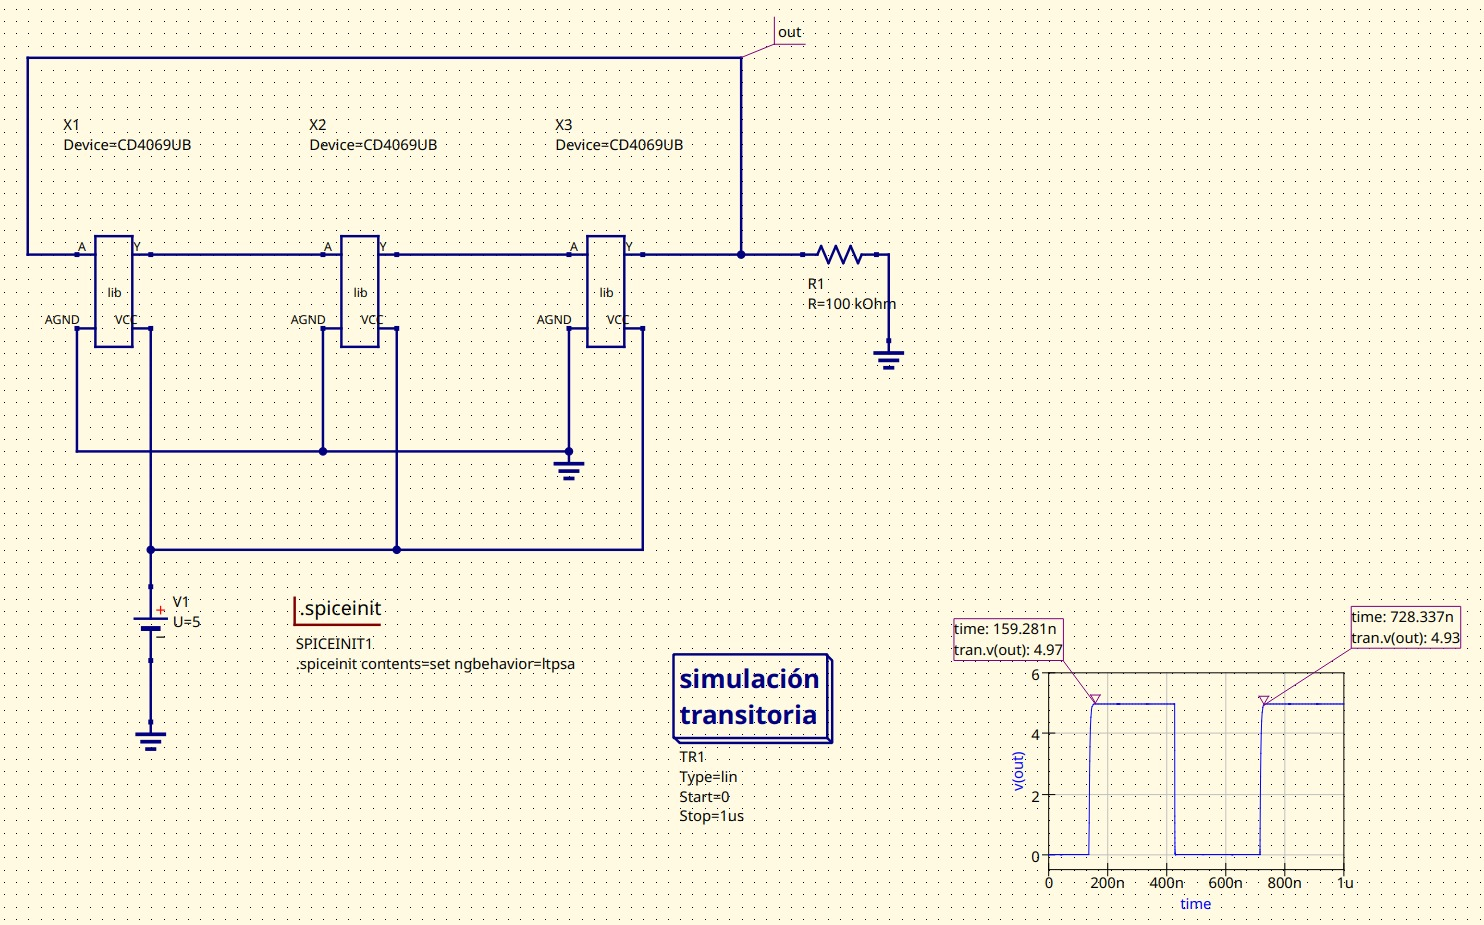 out
X1
Device=CD4069UB
X2
Device=CD4069UB
X3
Device=CD4069UB
A
Y
A
Y
A
Y
lib
lib
lib
AGND
VCC
AGND
VCC
AGND
VCC
R1
R=100 kOhm
V1
U=5
+
.spiceinit
SPICEINIT1
.spiceinit contents=set ngbehavior=ltpsa
simulación
transitoria
TR1
Type=lin
Start=0
Stop=1us
time: 159.281n
tran.v(out): 4.97
time: 728.337n
tran.v(out): 4.93
6
4
2
0
v(out)
0 200n 400n 600n 800n 1u
time